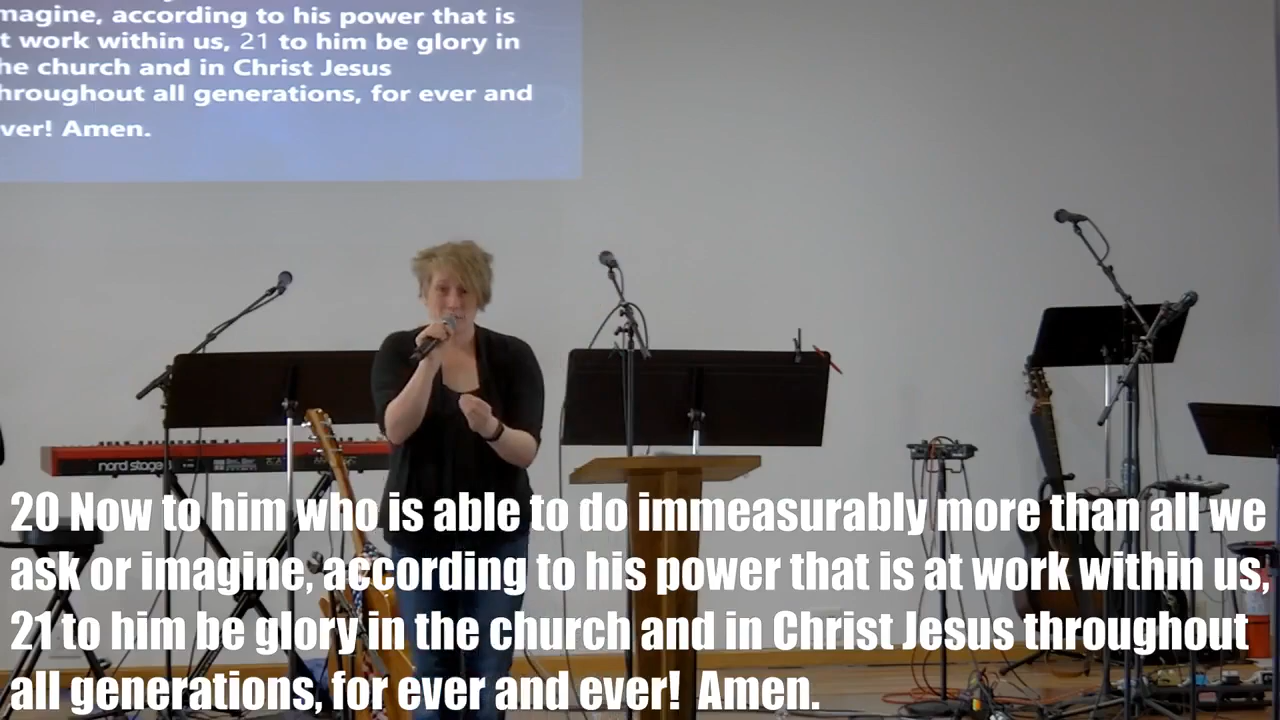 magine, according to his power that is
t work within us, 21 to him be glory in
he church and in Christ Jesus
hroughout all generations, for ever and
ver! Amen.
nord stage
20 Now to him who is able to do immeasurably more than all we
ask or imagine, according to his power that is at work within us,
21 to him be glory in the church and in Christ Jesus throughout
all generations, for ever and ever! Amen.